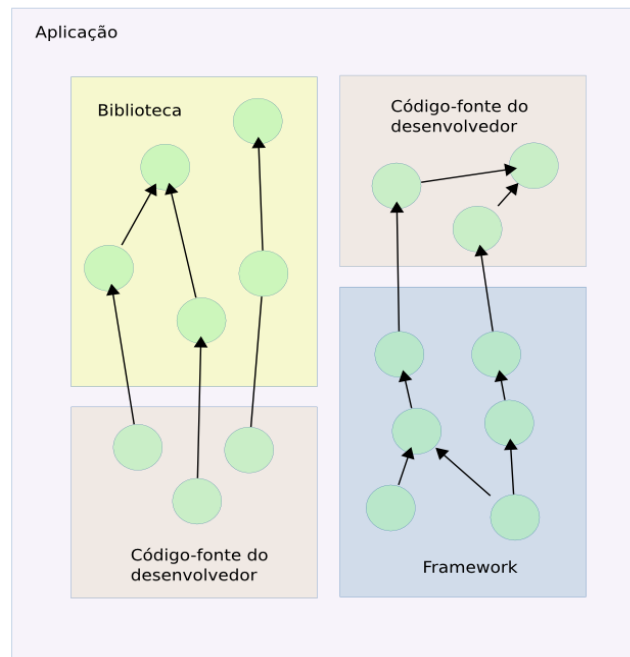 Aplicação
Biblioteca
Código-fonte do
desenvolvedor
Código-fonte do
desenvolvedor
Framework